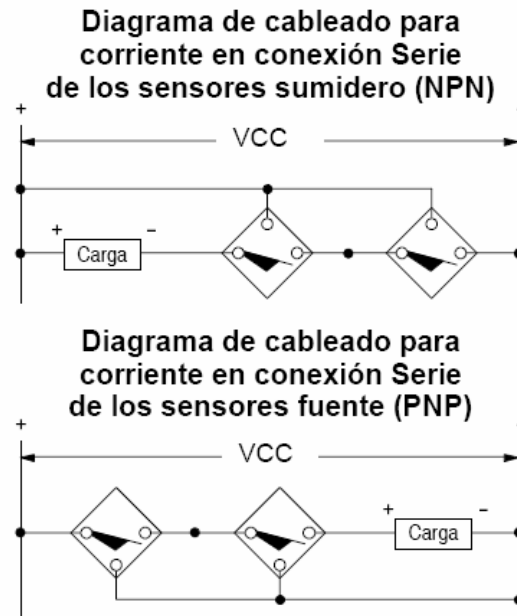 Diagrama de cableado para
corriente en conexión Serie
de los sensores sumidero (NPN)
+
VCC
+ −
Carga
Diagrama de cableado para
corriente en conexión Serie
de los sensores fuente (PNP)
+
VCC
+ −
Carga